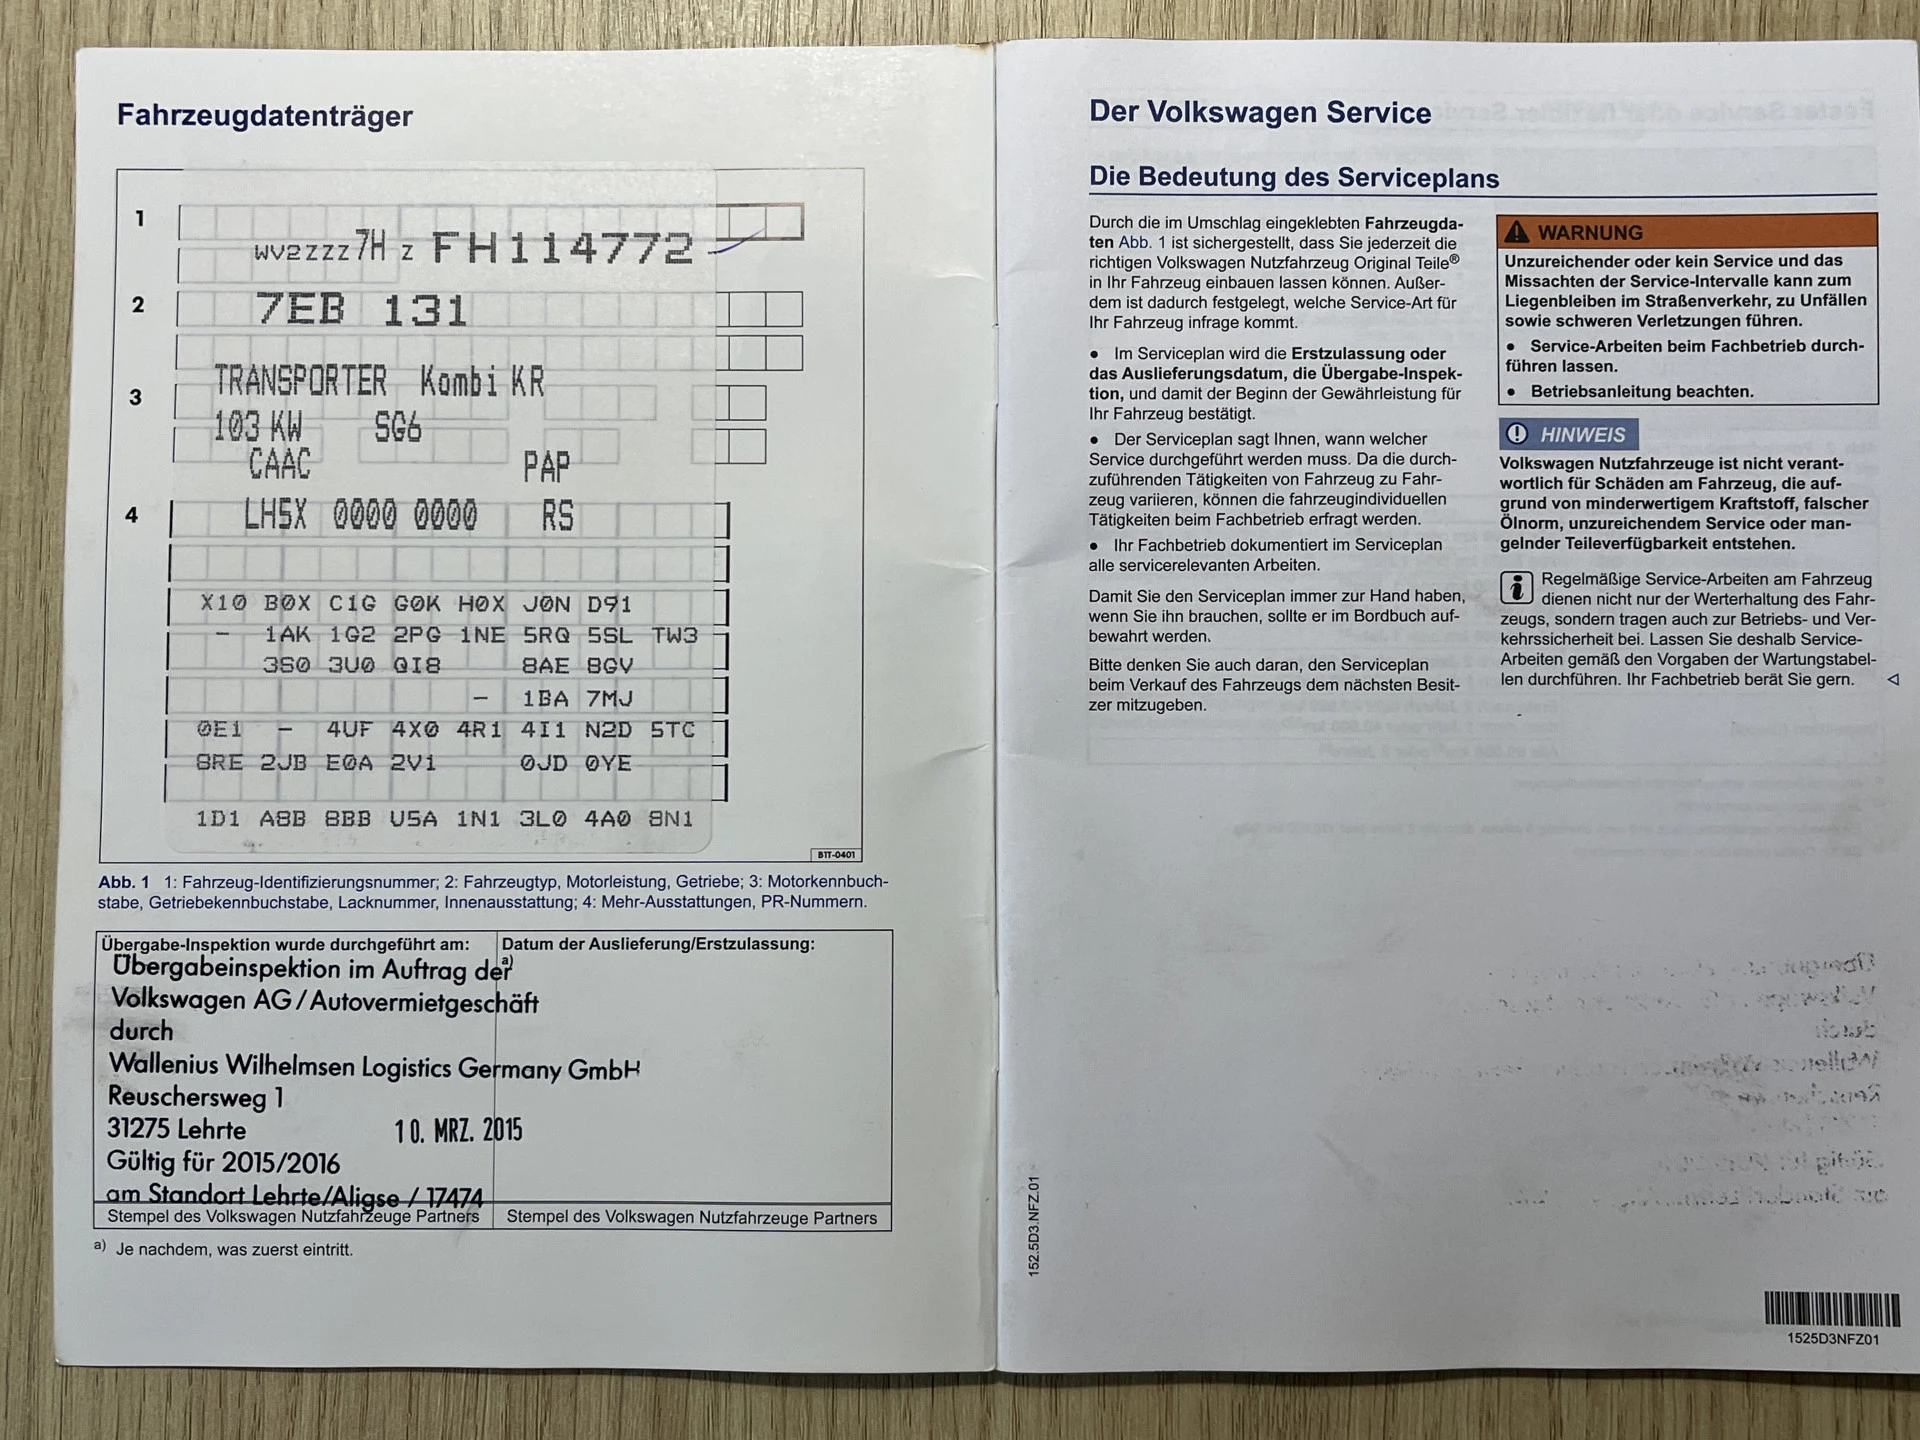 Fahrzeugdatenträger
1
WV2ZZZ7HZ FH114772
2
7EB 131
TRANSPORTER Kombi KR
3
103 KW SG6
CAAC PAP
4
LH5X 0000 0000 RS
X10 B0X C1G G0K H0X J0N D91
- 1AK 1G2 2PG 1NE 5RQ 5SL TW3
3S0 3U0 QI8 8AE 8GV
- 1BA 7MJ
0E1 - 4UF 4X0 4R1 4I1 N2D 5TC
8RE 2JB E0A 2V1 0JD 0YE
1D1 A8B 8BB U5A 1N1 3L0 4A0 8N1
B1T-0401
Abb. 1 1: Fahrzeug-Identifizierungsnummer; 2: Fahrzeugtyp, Motorleistung, Getriebe; 3: Motorkennbuch-
stabe, Getriebekennbuchstabe, Lacknummer, Innenausstattung; 4: Mehr-Ausstattungen, PR-Nummern.
Übergabe-Inspektion wurde durchgeführt am:
Übergabeinspektion im Auftrag der
Volkswagen AG/Autovermietgeschäft
durch
Wallenius Wilhelmsen Logistics Germany GmbH
Reuschersweg 1
31275 Lehrte 10. MRZ. 2015
Gültig für 2015/2016
am Standort Lehrte/Aligse / 17474
Stempel des Volkswagen Nutzfahrzeuge Partners
Datum der Auslieferung/Erstzulassung:
a)
Stempel des Volkswagen Nutzfahrzeuge Partners
a) Je nachdem, was zuerst eintritt.
Der Volkswagen Service
Die Bedeutung des Serviceplans
Durch die im Umschlag eingeklebten Fahrzeugda-
ten Abb. 1 ist sichergestellt, dass Sie jederzeit die
richtigen Volkswagen Nutzfahrzeug Original Teile®
in Ihr Fahrzeug einbauen lassen können. Außer-
dem ist dadurch festgelegt, welche Service-Art für
Ihr Fahrzeug infrage kommt.
● Im Serviceplan wird die Erstzulassung oder
das Auslieferungsdatum, die Übergabe-Inspek-
tion, und damit der Beginn der Gewährleistung für
Ihr Fahrzeug bestätigt.
● Der Serviceplan sagt Ihnen, wann welcher
Service durchgeführt werden muss. Da die durch-
zuführenden Tätigkeiten von Fahrzeug zu Fahr-
zeug variieren, können die fahrzeugindividuellen
Tätigkeiten beim Fachbetrieb erfragt werden.
● Ihr Fachbetrieb dokumentiert im Serviceplan
alle servicerelevanten Arbeiten.
Damit Sie den Serviceplan immer zur Hand haben,
wenn Sie ihn brauchen, sollte er im Bordbuch auf-
bewahrt werden.
Bitte denken Sie auch daran, den Serviceplan
beim Verkauf des Fahrzeugs dem nächsten Besit-
zer mitzugeben.
WARNUNG
Unzureichender oder kein Service und das
Missachten der Service-Intervalle kann zum
Liegenbleiben im Straßenverkehr, zu Unfällen
sowie schweren Verletzungen führen.
● Service-Arbeiten beim Fachbetrieb durch-
führen lassen.
● Betriebsanleitung beachten.
HINWEIS
Volkswagen Nutzfahrzeuge ist nicht verant-
wortlich für Schäden am Fahrzeug, die auf-
grund von minderwertigem Kraftstoff, falscher
Ölnorm, unzureichendem Service oder man-
gelnder Teileverfügbarkeit entstehen.
Regelmäßige Service-Arbeiten am Fahrzeug
dienen nicht nur der Werterhaltung des Fahr-
zeugs, sondern tragen auch zur Betriebs- und Ver-
kehrssicherheit bei. Lassen Sie deshalb Service-
Arbeiten gemäß den Vorgaben der Wartungstabel-
len durchführen. Ihr Fachbetrieb berät Sie gern.
152.5D3.NFZ.01
1525D3NFZ01